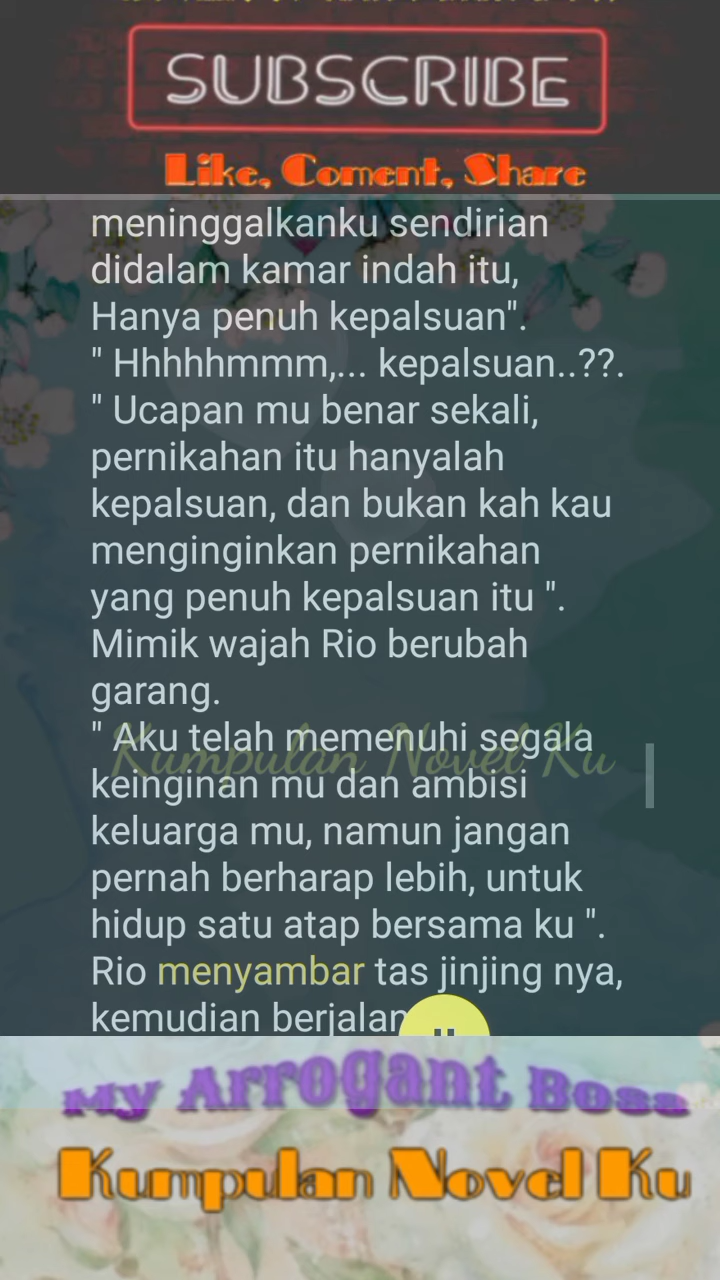 SUBSCRIBE
Like, Coment, Share
meninggalkanku sendirian
didalam kamar indah itu,
Hanya penuh kepalsuan".
" Hhhhhmmm,... kepalsuan..??.
" Ucapan mu benar sekali,
pernikahan itu hanyalah
kepalsuan, dan bukan kah kau
menginginkan pernikahan
yang penuh kepalsuan itu ".
Mimik wajah Rio berubah
garang.
" Aku telah memenuhi segala
Kumpulan Novel Ku
keinginan mu dan ambisi
keluarga mu, namun jangan
pernah berharap lebih, untuk
hidup satu atap bersama ku ".
Rio menyambar tas jinjing nya,
kemudian berjalan
My Arrogant Boss
Kumpulan Novel Ku